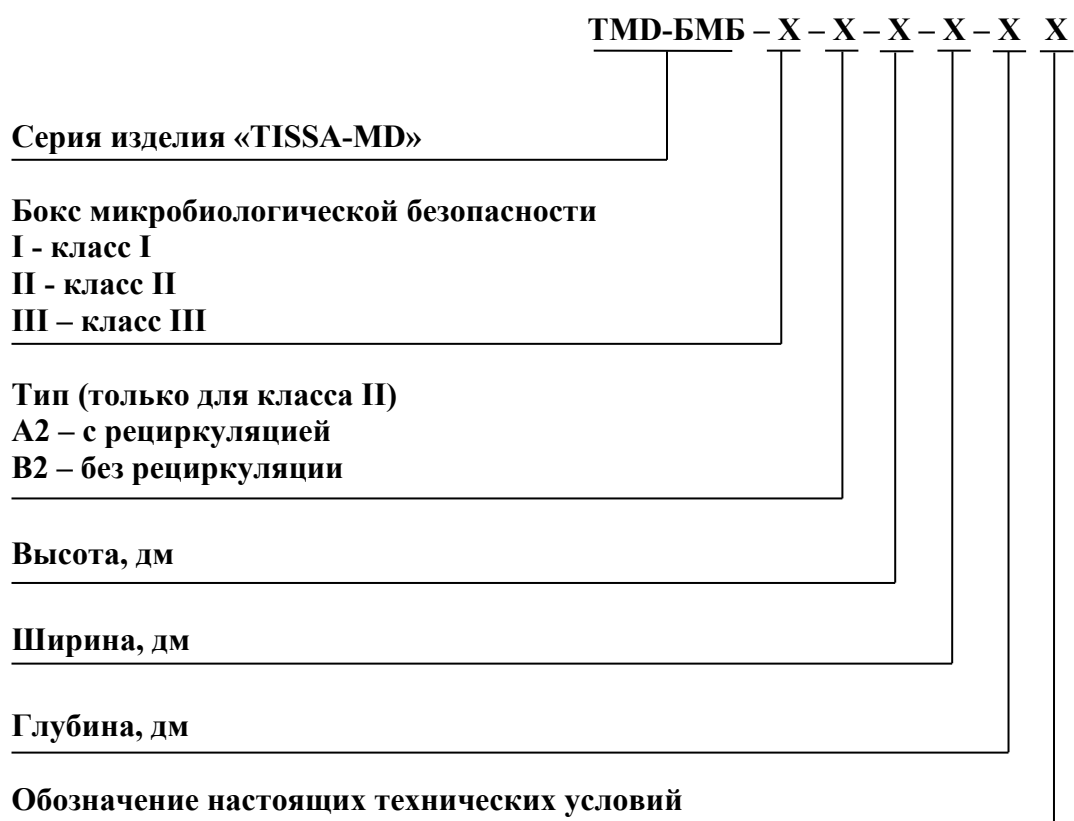 TMD-БМБ – X – X – X – X – X X
Серия изделия «TISSA-MD»
Бокс микробиологической безопасности
I - класс I
II - класс II
III – класс III
Тип (только для класса II)
А2 – с рециркуляцией
В2 – без рециркуляции
Высота, дм
Ширина, дм
Глубина, дм
Обозначение настоящих технических условий